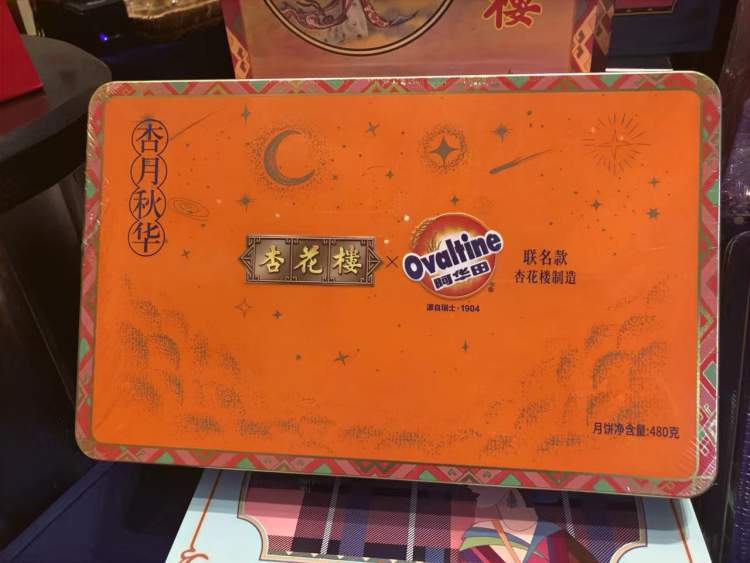 楼
杏月秋华
杏花楼
×
Ovaltine
阿华田
®
源自瑞士·1904
联名款
杏花楼制造
月饼净含量:480克